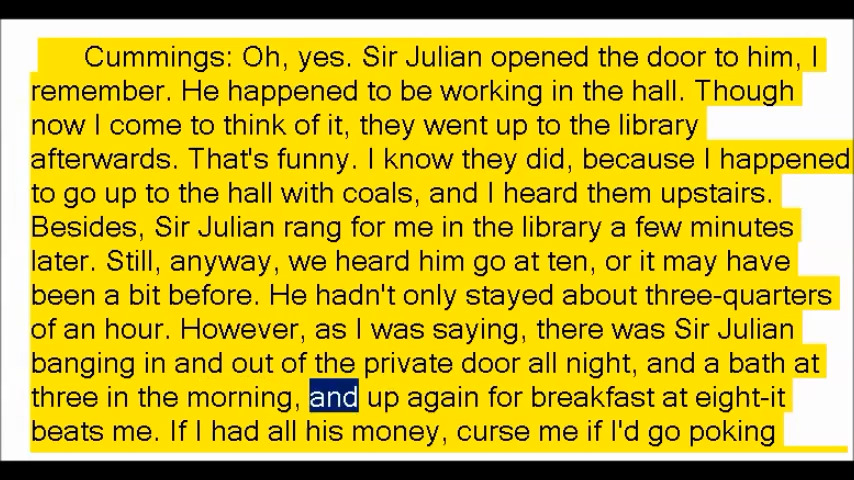 Cummings: Oh, yes. Sir Julian opened the door to him, I
remember. He happened to be working in the hall. Though
now I come to think of it, they went up to the library
afterwards. That's funny. I know they did, because I happened
to go up to the hall with coals, and I heard them upstairs.
Besides, Sir Julian rang for me in the library a few minutes
later. Still, anyway, we heard him go at ten, or it may have
been a bit before. He hadn't only stayed about three-quarters
of an hour. However, as I was saying, there was Sir Julian
banging in and out of the private door all night, and a bath at
three in the morning, and up again for breakfast at eight-it
beats me. If I had all his money, curse me if I'd go poking